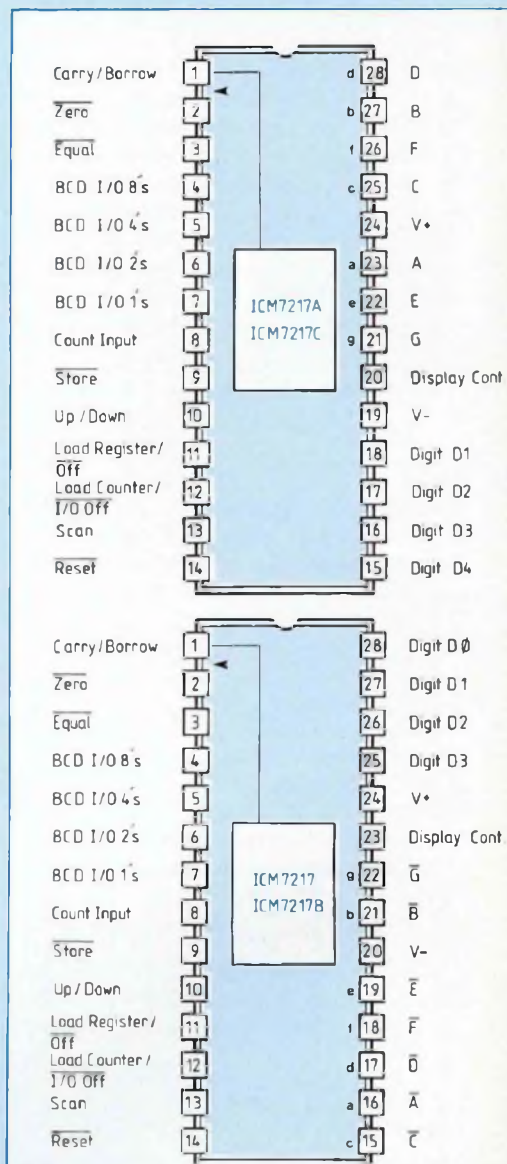 Carry/Borrow 1 d 28 D
Zero 2 b 27 B
Equal 3 f 26 F
BCD I/O 8's 4 c 25 C
BCD I/O 4's 5 24 V+
BCD I/O 2's 6 a 23 A
BCD I/O 1's 7 ICM7217A e 22 E
Count Input 8 ICM7217C g 21 G
Store 9 20 Display Cont
Up/Down 10 19 V-
Load Register/ 11 18 Digit D1
Off
Load Counter/ 12 17 Digit D2
I/O Off
Scan 13 16 Digit D3
Reset 14 15 Digit D4
Carry/Borrow 1 28 Digit DØ
Zero 2 27 Digit D1
Equal 3 26 Digit D2
BCD I/O 8's 4 25 Digit D3
BCD I/O 4's 5 24 V+
BCD I/O 2's 6 23 Display Cont
BCD I/O 1's 7 ICM7217 g 22 G̅
Count Input 8 ICM7217B b 21 B̅
Store 9 20 V-
Up/Down 10 e 19 E̅
Load Register/ 11 f 18 F̅
Off
Load Counter/ 12 d 17 D̅
I/O Off
Scan 13 a 16 A̅
Reset 14 c 15 C̅